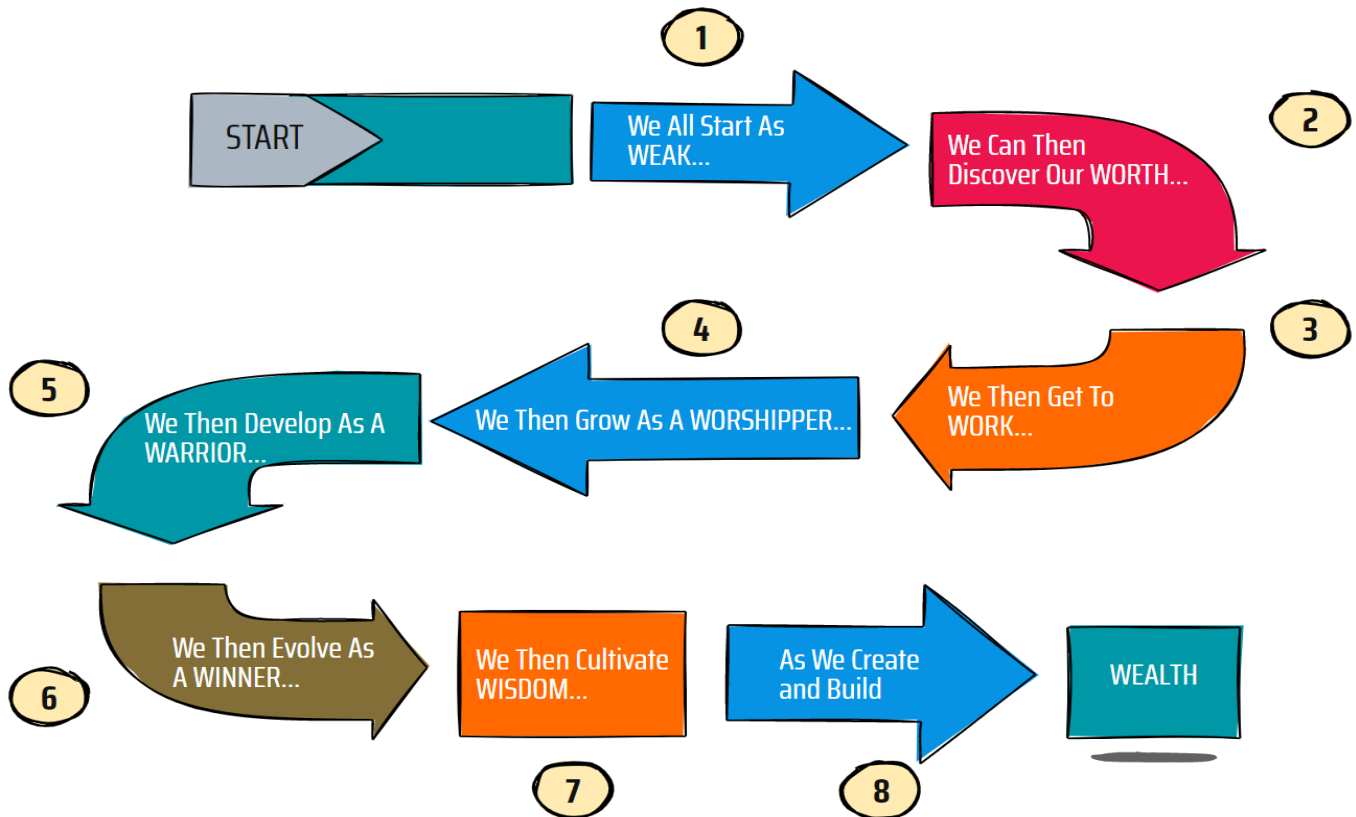 1
START
We All Start As
WEAK...
2
We Can Then
Discover Our WORTH...
3
We Then Get To
WORK...
4
We Then Grow As A WORSHIPPER...
5
We Then Develop As A
WARRIOR...
6
We Then Evolve As
A WINNER...
We Then Cultivate
WISDOM...
7
As We Create
and Build
8
WEALTH